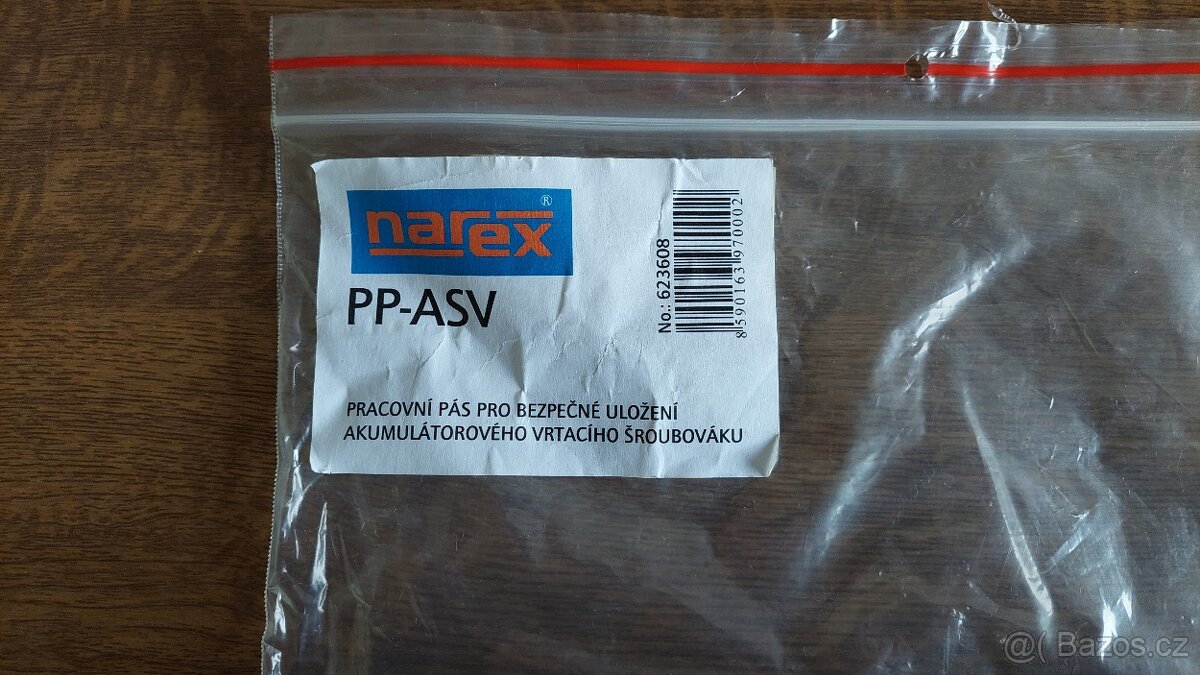 narex®
PP-ASV
No.: 623608
8590163970002
PRACOVNÍ PÁS PRO BEZPEČNÉ ULOŽENÍ
AKUMULÁTOROVÉHO VRTACÍHO ŠROUBOVÁKU
@( Bazos.cz